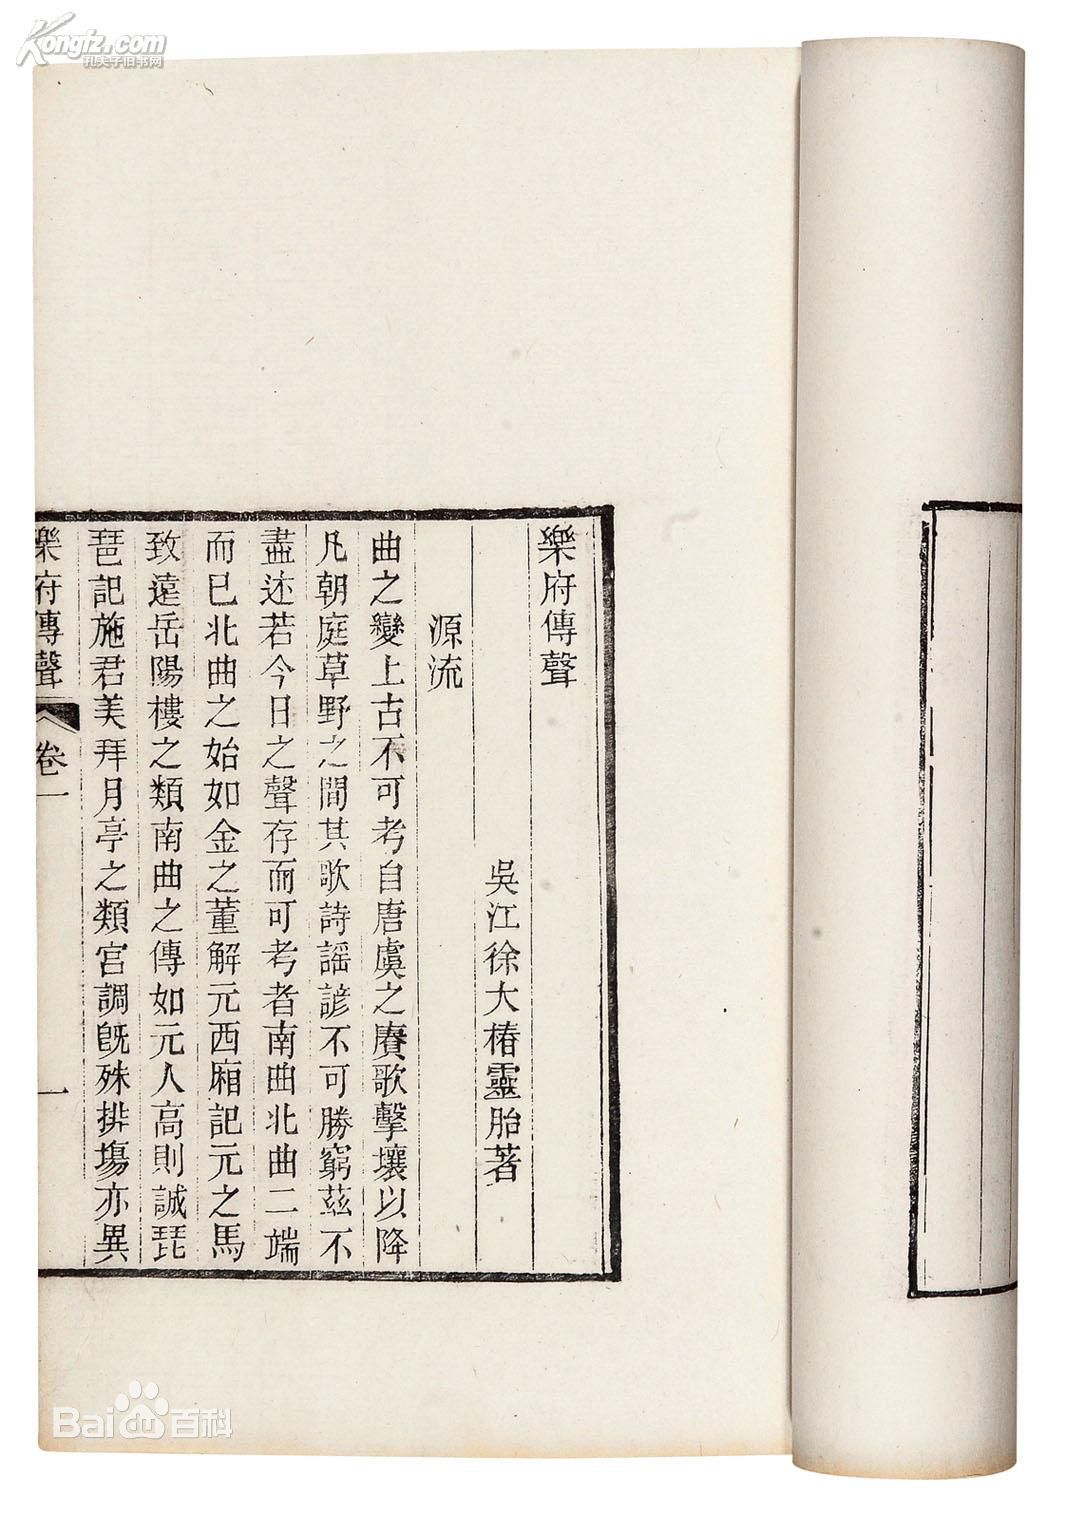 Kongfz.com
孔夫子旧书网
樂府傳聲
吳江徐大椿靈胎著
源流
曲之變上古不可考自唐虞之賡歌擊壤以降
凡朝庭草野之間其歌詩謡諺不可勝窮茲不
盡述若今日之聲存而可考者南曲北曲二端
而已北曲之始如金之董解元西廂記元之馬
致遠岳陽樓之類南曲之傳如元人高則誠琵
琶記施君美拜月亭之類宮調旣殊排塲亦異
樂府傳聲 卷一 一
Baidu百科